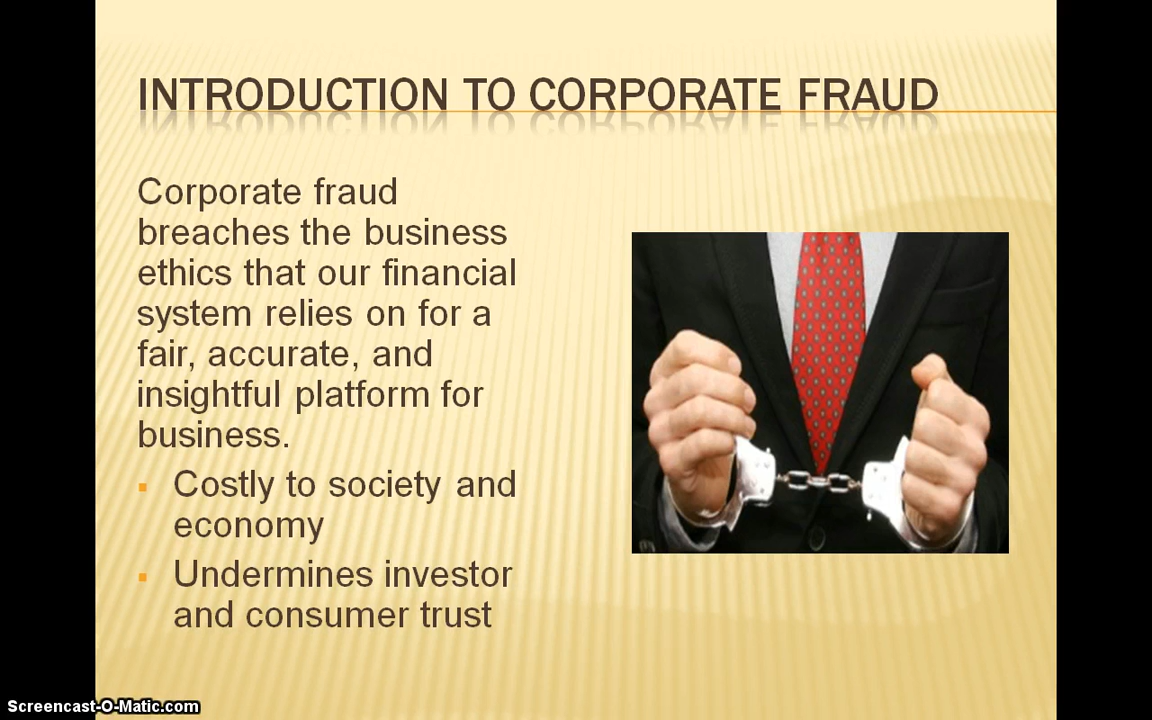 INTRODUCTION TO CORPORATE FRAUD
Corporate fraud
breaches the business
ethics that our financial
system relies on for a
fair, accurate, and
insightful platform for
business.
Costly to society and
economy
Undermines investor
and consumer trust
Screencast-O-Matic.com